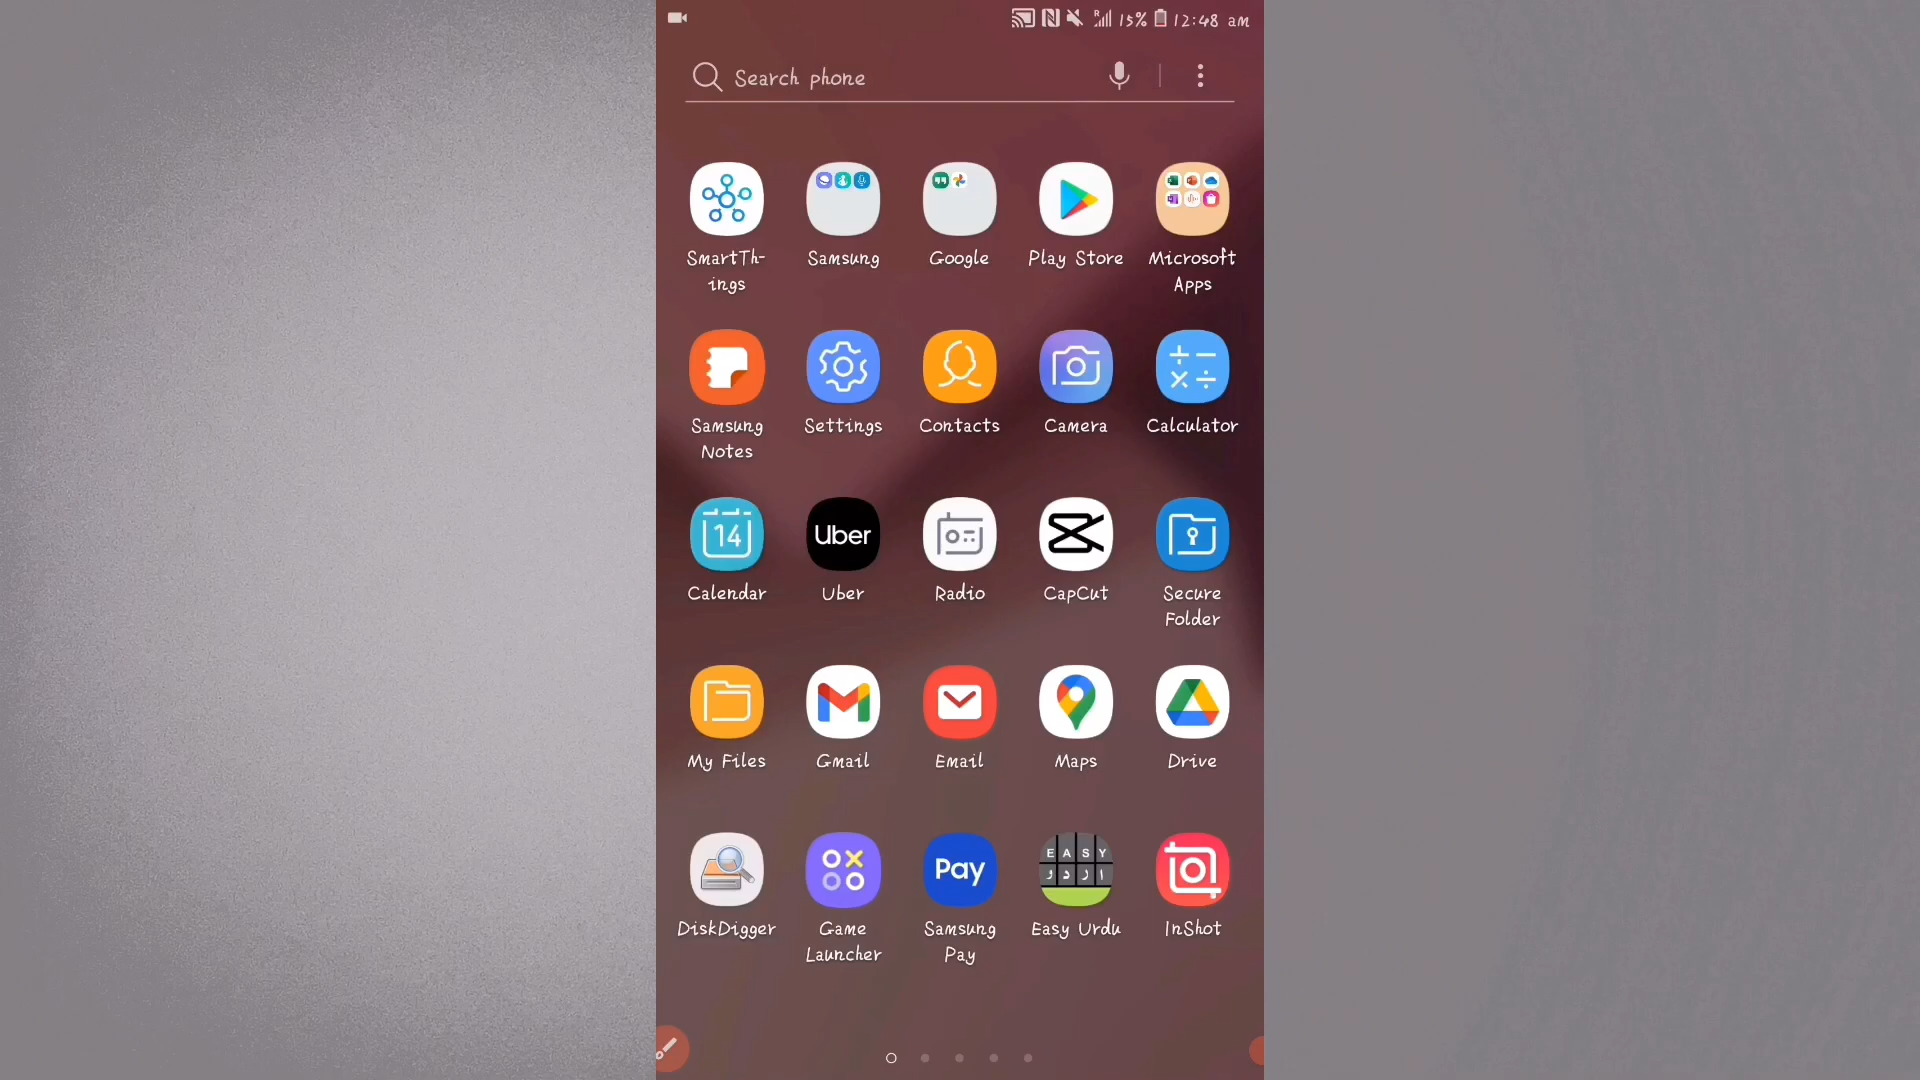 15% 12:48 am
Search phone
SmartTh-
ings
Samsung
Google
Play Store
Microsoft
Apps
Samsung
Notes
Settings
Contacts
Camera
Calculator
14
Calendar
Uber
Uber
Radio
CapCut
Secure
Folder
My Files
Gmail
Email
Maps
Drive
DiskDigger
Game
Launcher
Pay
Samsung
Pay
EASY
اردو
Easy Urdu
InShot